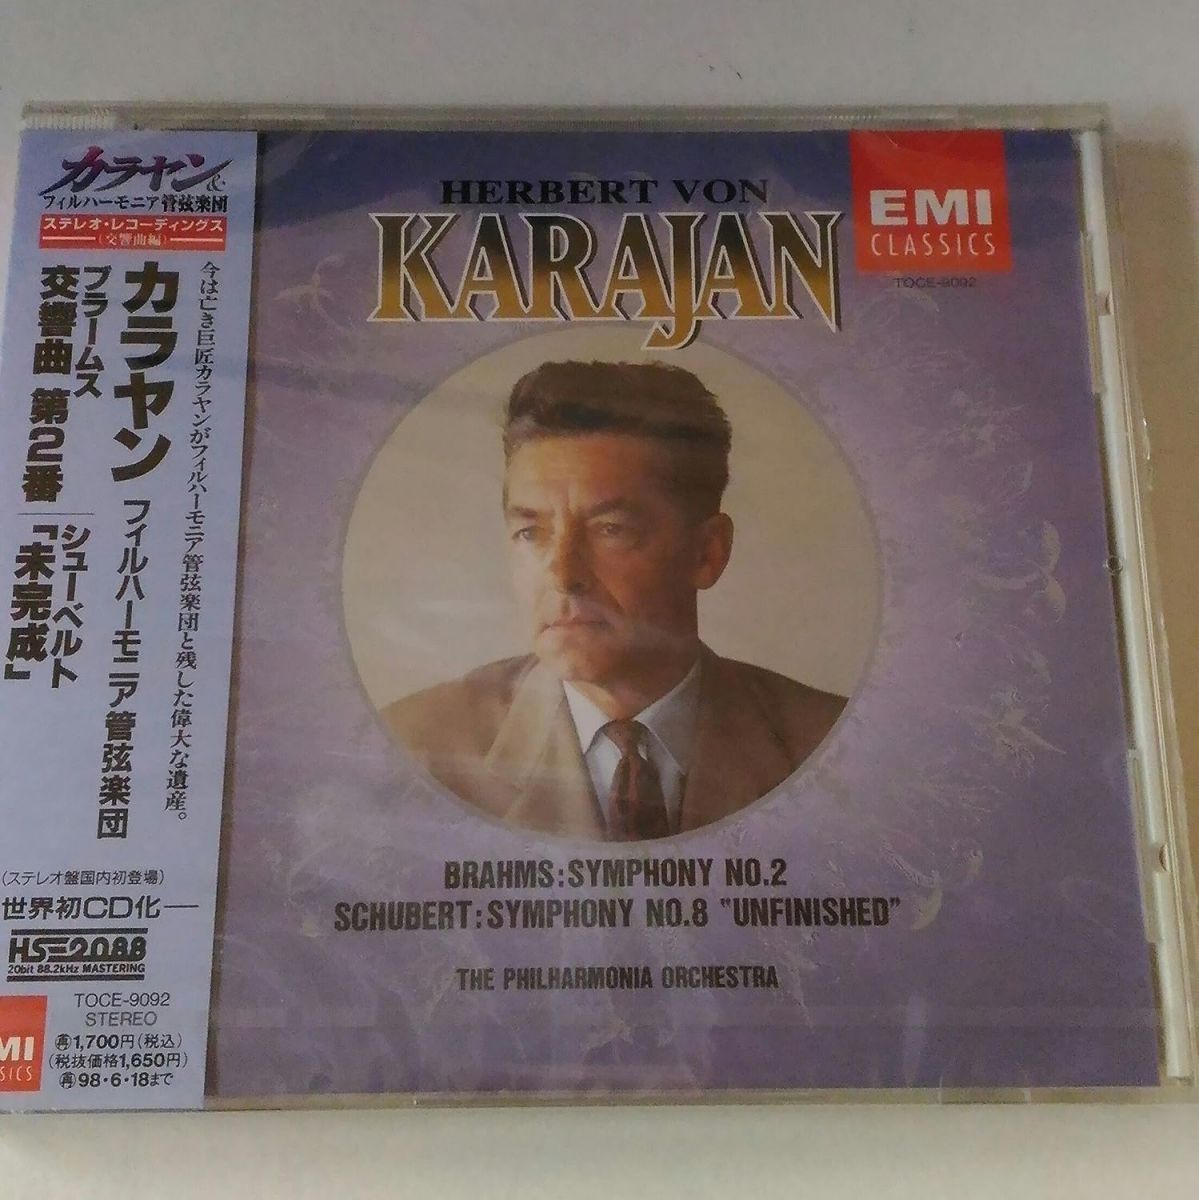 カラヤン&
フィルハーモニア管弦楽団
ステレオ・レコーディングス
(交響曲編)
今は亡き巨匠カラヤンがフィルハーモニア管弦楽団と残した偉大な遺産。
カラヤン フィルハーモニア管弦楽団
ブラームス
交響曲 第2番
シューベルト
「未完成」
(ステレオ盤国内初登場)
世界初CD化
HS-2088
20bit 88.2kHz MASTERING
TOCE-9092
STEREO
再1,700円(税込)
(税抜価格1,650円)
再98・6・18まで
HERBERT VON
KARAJAN
EMI
CLASSICS
TOCE-9092
BRAHMS:SYMPHONY NO.2
SCHUBERT:SYMPHONY NO.8 "UNFINISHED"
THE PHILHARMONIA ORCHESTRA